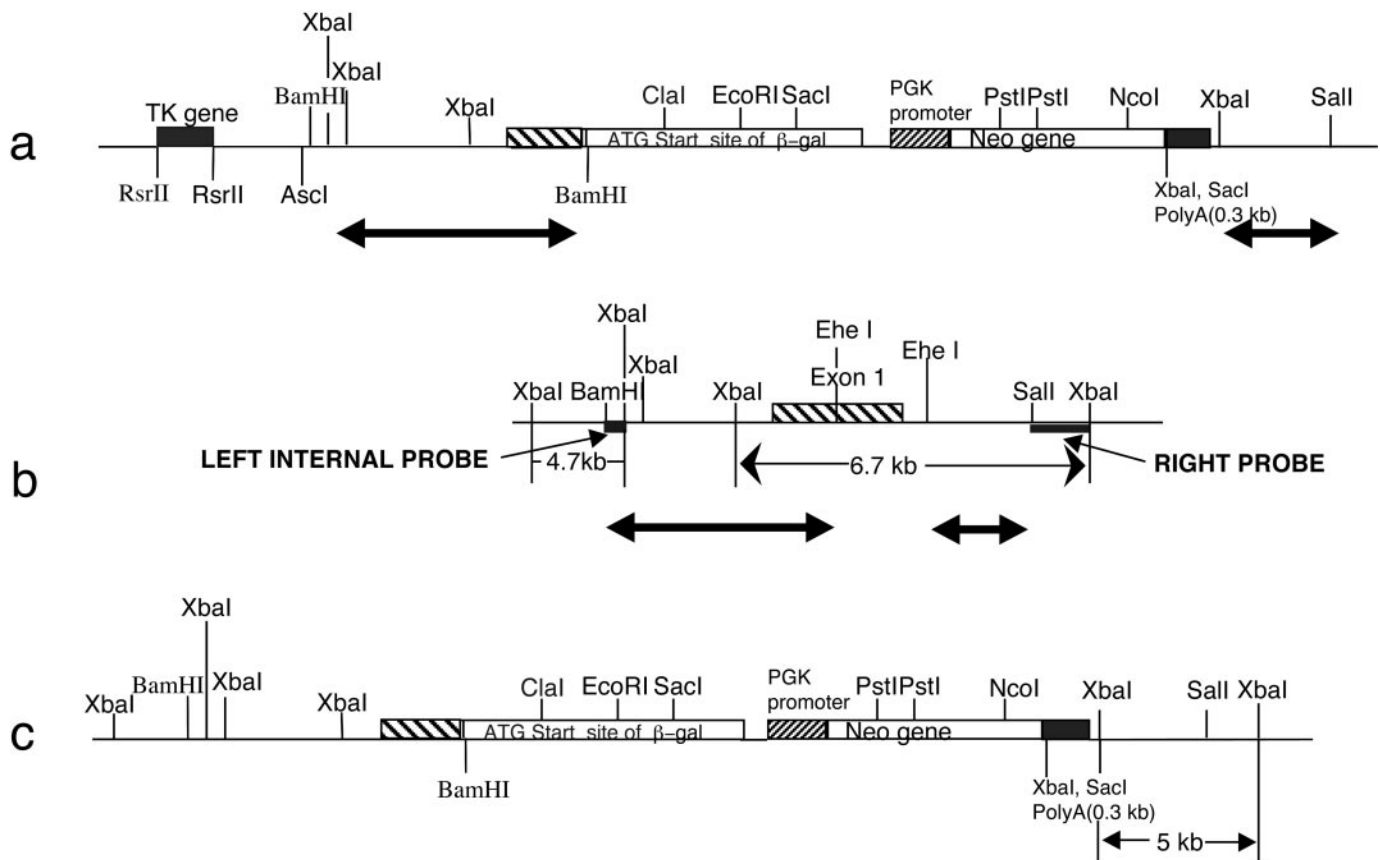 XbaI
XbaI
BamHI
TK gene
XbaI
ClaI
EcoRI SacI
PGK
promoter
PstIPstI
NcoI
XbaI
SalI
a
ATG Start site of β-gal
Neo gene
RsrII
RsrII
AscI
BamHI
XbaI, SacI
PolyA(0.3 kb)
XbaI
Ehe I
Ehe I
XbaI
XbaI BamHI
XbaI
Exon 1
SalI
XbaI
LEFT INTERNAL PROBE
4.7kb
6.7 kb
RIGHT PROBE
b
XbaI
BamHI
XbaI
XbaI
XbaI
ClaI
EcoRI SacI
PGK
promoter
PstIPstI
NcoI
XbaI
SalI
XbaI
c
ATG Start site of β-gal
Neo gene
BamHI
XbaI, SacI
PolyA(0.3 kb)
5 kb